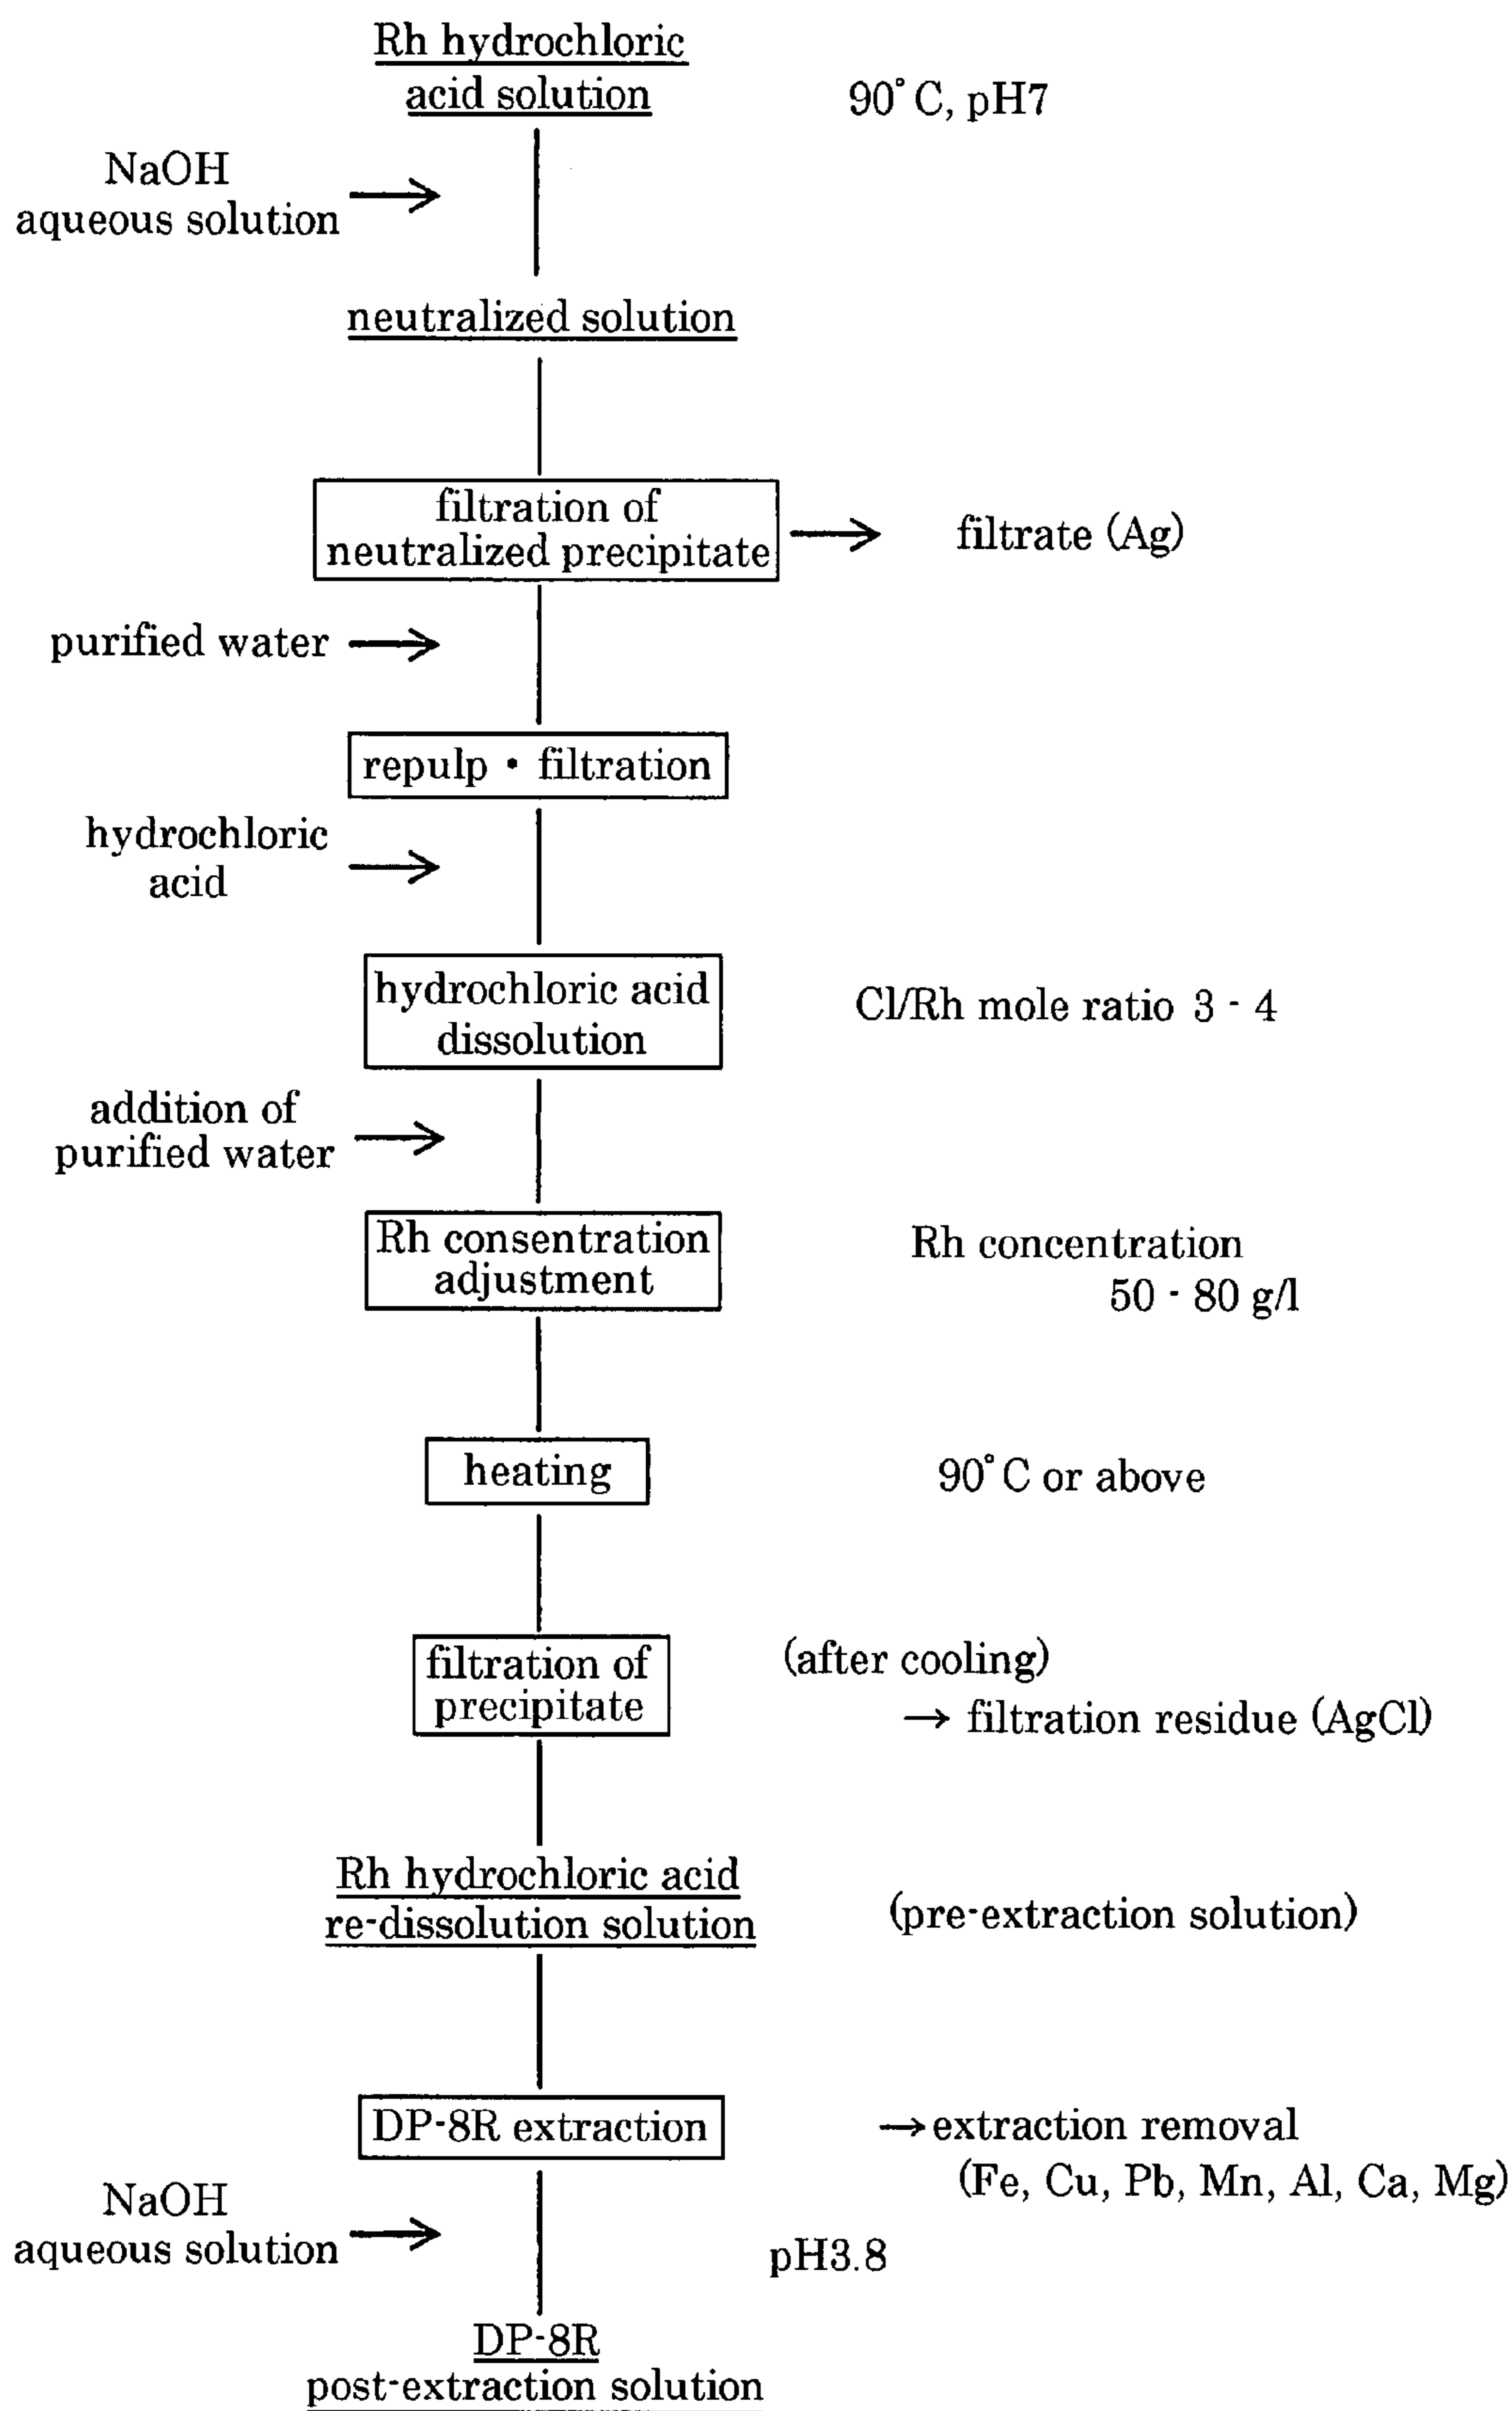 Rh hydrochloric
acid solution
90°C, pH7
NaOH
aqueous solution
neutralized solution
filtration of
neutralized precipitate
filtrate (Ag)
purified water
repulp・filtration
hydrochloric
acid
hydrochloric acid
dissolution
Cl/Rh mole ratio 3 - 4
addition of
purified water
Rh consentration
adjustment
Rh concentration
50 - 80 g/l
heating
90°C or above
filtration of
precipitate
(after cooling)
→ filtration residue (AgCl)
Rh hydrochloric acid
re-dissolution solution
(pre-extraction solution)
DP-8R extraction
→extraction removal
(Fe, Cu, Pb, Mn, Al, Ca, Mg)
NaOH
aqueous solution
pH3.8
DP-8R
post-extraction solution